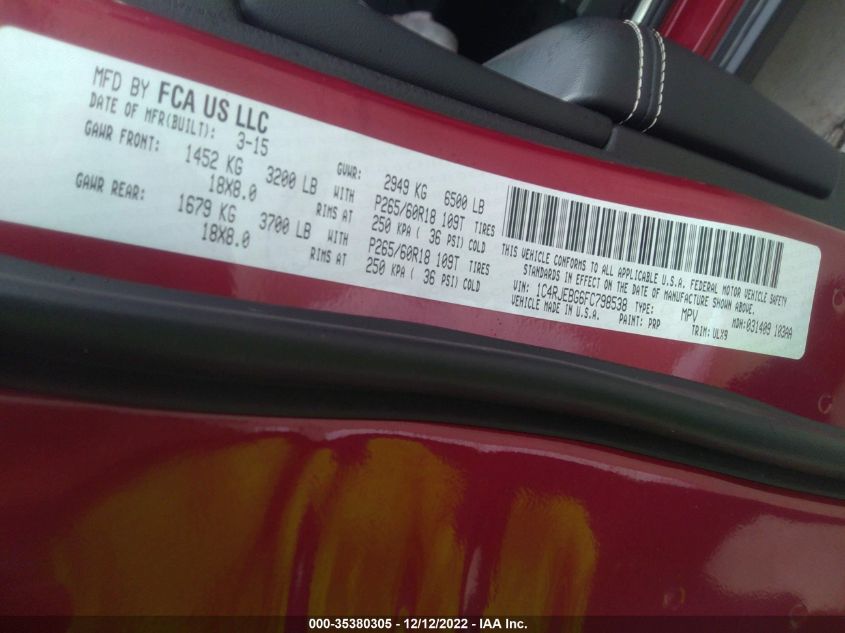 MFD BY FCA US LLC
DATE OF MFR(BUILT): 3-15
GAWR FRONT: 1452 KG 3200 LB
18X8.0 RIMS AT
WITH
GAWR REAR: 1679 KG 3700 LB
18X8.0 RIMS AT
WITH
GVWR: 2949 KG 6500 LB
P265/60R18 109T TIRES
250 KPA ( 36 PSI) COLD
P265/60R18 109T TIRES
250 KPA ( 36 PSI) COLD
THIS VEHICLE CONFORMS TO ALL APPLICABLE U.S.A. FEDERAL MOTOR VEHICLE SAFETY
STANDARDS IN EFFECT ON THE DATE OF MANUFACTURE SHOWN ABOVE.
VIN: 1C4RJEBG6FC798538 TYPE: MPV MDH:031409 103AA
VEHICLE MADE IN U.S.A. PAINT: PRP TRIM: ULX9
000-35380305 - 12/12/2022 - IAA Inc.